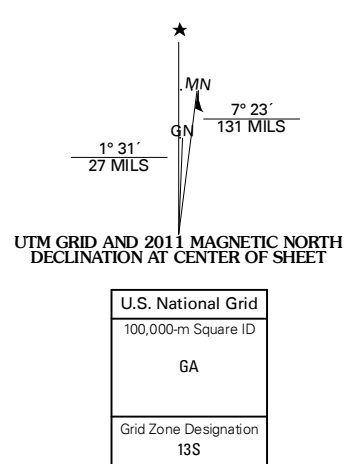 ★
MN
7° 23´
131 MILS
GN
1° 31´
27 MILS
UTM GRID AND 2011 MAGNETIC NORTH
DECLINATION AT CENTER OF SHEET
U.S. National Grid
100,000-m Square ID
GA
Grid Zone Designation
13S